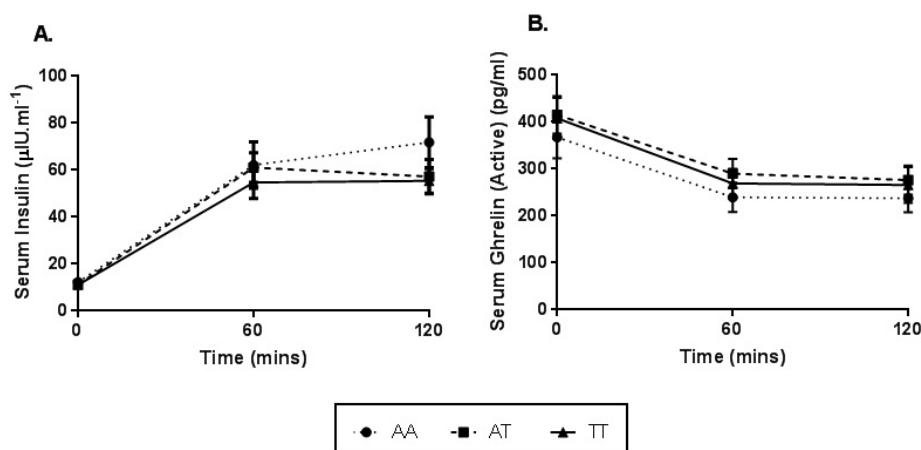 A.
Serum Insulin (µIU.ml-1)
100
80
60
40
20
0
0 60 120
Time (mins)
B.
Serum Ghrelin (Active) (pg/ml)
500
400
300
200
100
0
0 60 120
Time (mins)
AA AT TT